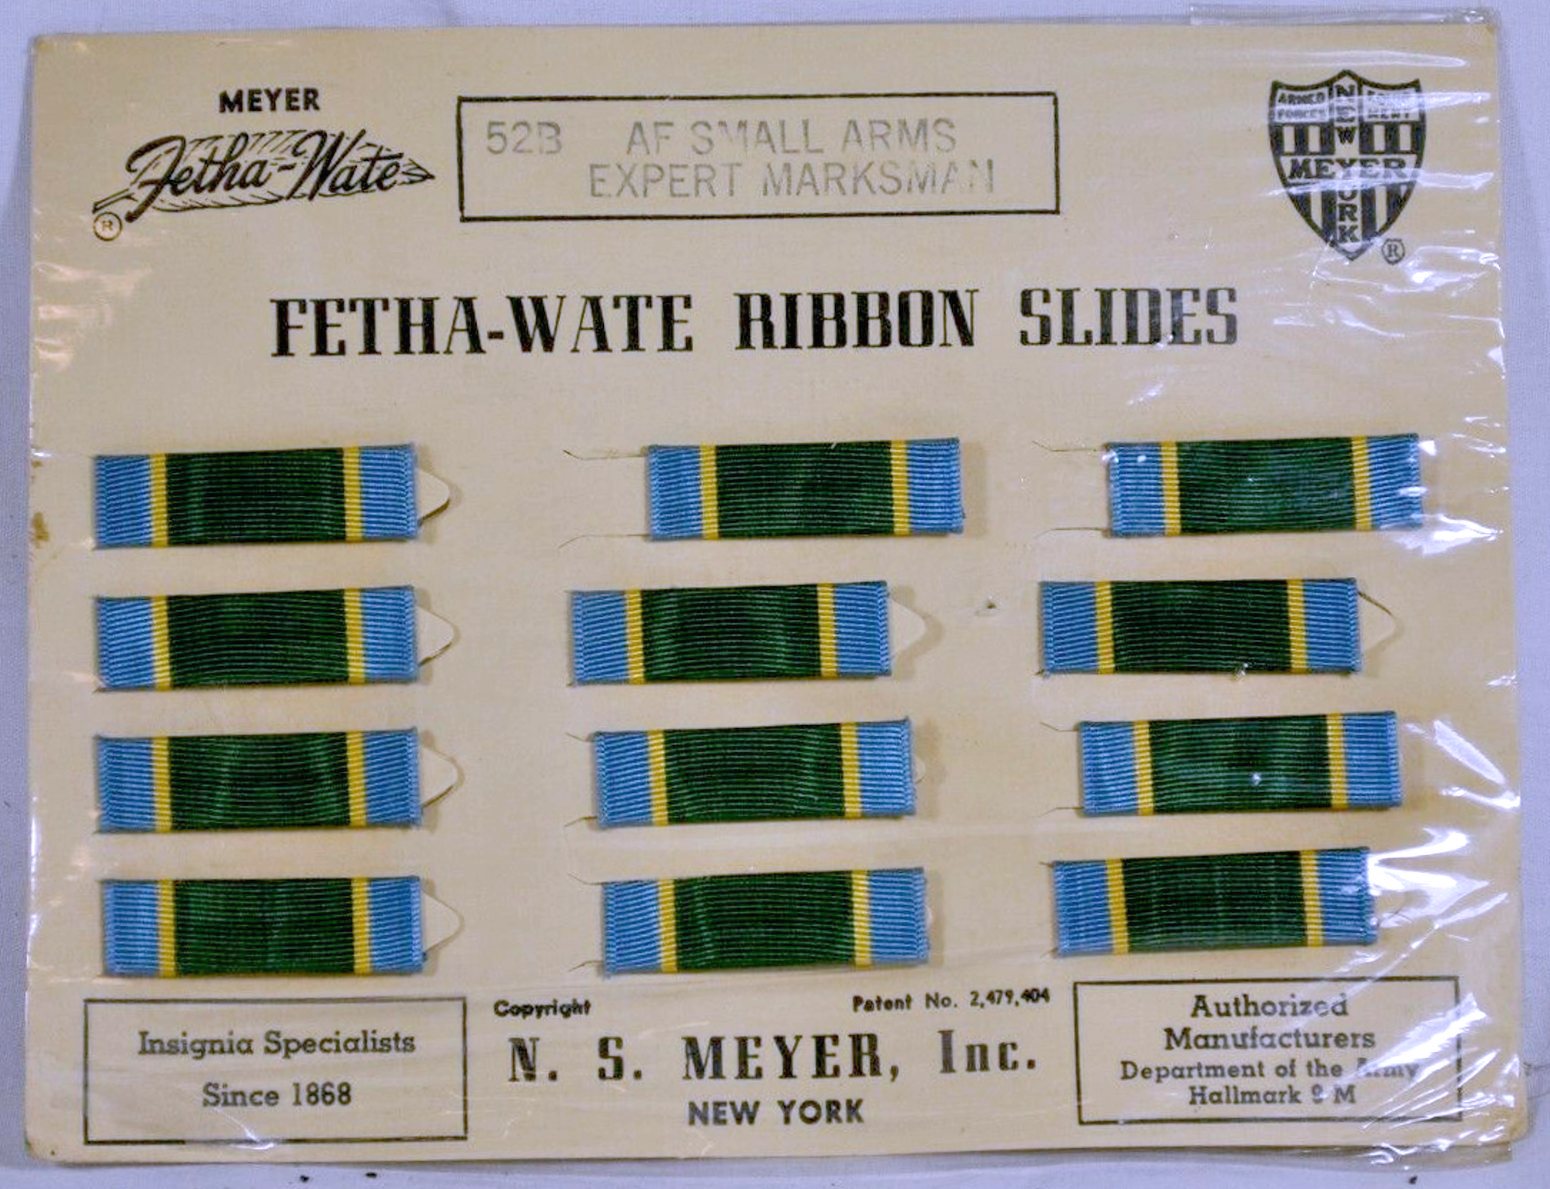 MEYER
Fetha-Wate
®
52B AF SMALL ARMS
EXPERT MARKSMAN
ARMED FORCES
NEW YORK
MEYER
®
FETHA-WATE RIBBON SLIDES
Insignia Specialists
Since 1868
Copyright
Patent No. 2,479,404
N. S. MEYER, Inc.
NEW YORK
Authorized
Manufacturers
Department of the Army
Hallmark 9 M